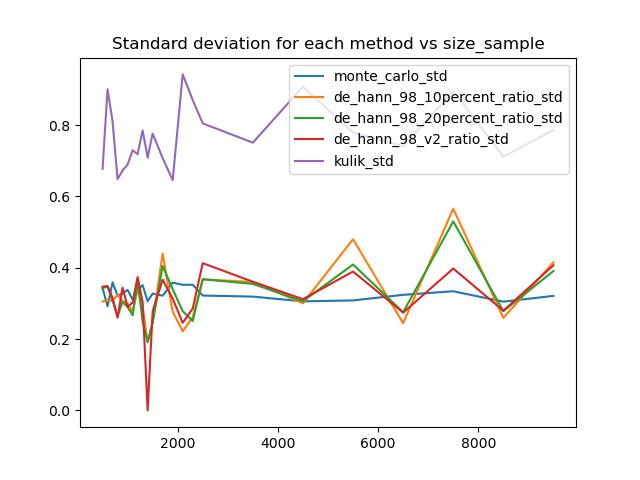 Standard deviation for each method vs size_sample
monte_carlo_std
de_hann_98_10percent_ratio_std
de_hann_98_20percent_ratio_std
de_hann_98_v2_ratio_std
kulik_std
0.8
0.6
0.4
0.2
0.0
2000 4000 6000 8000